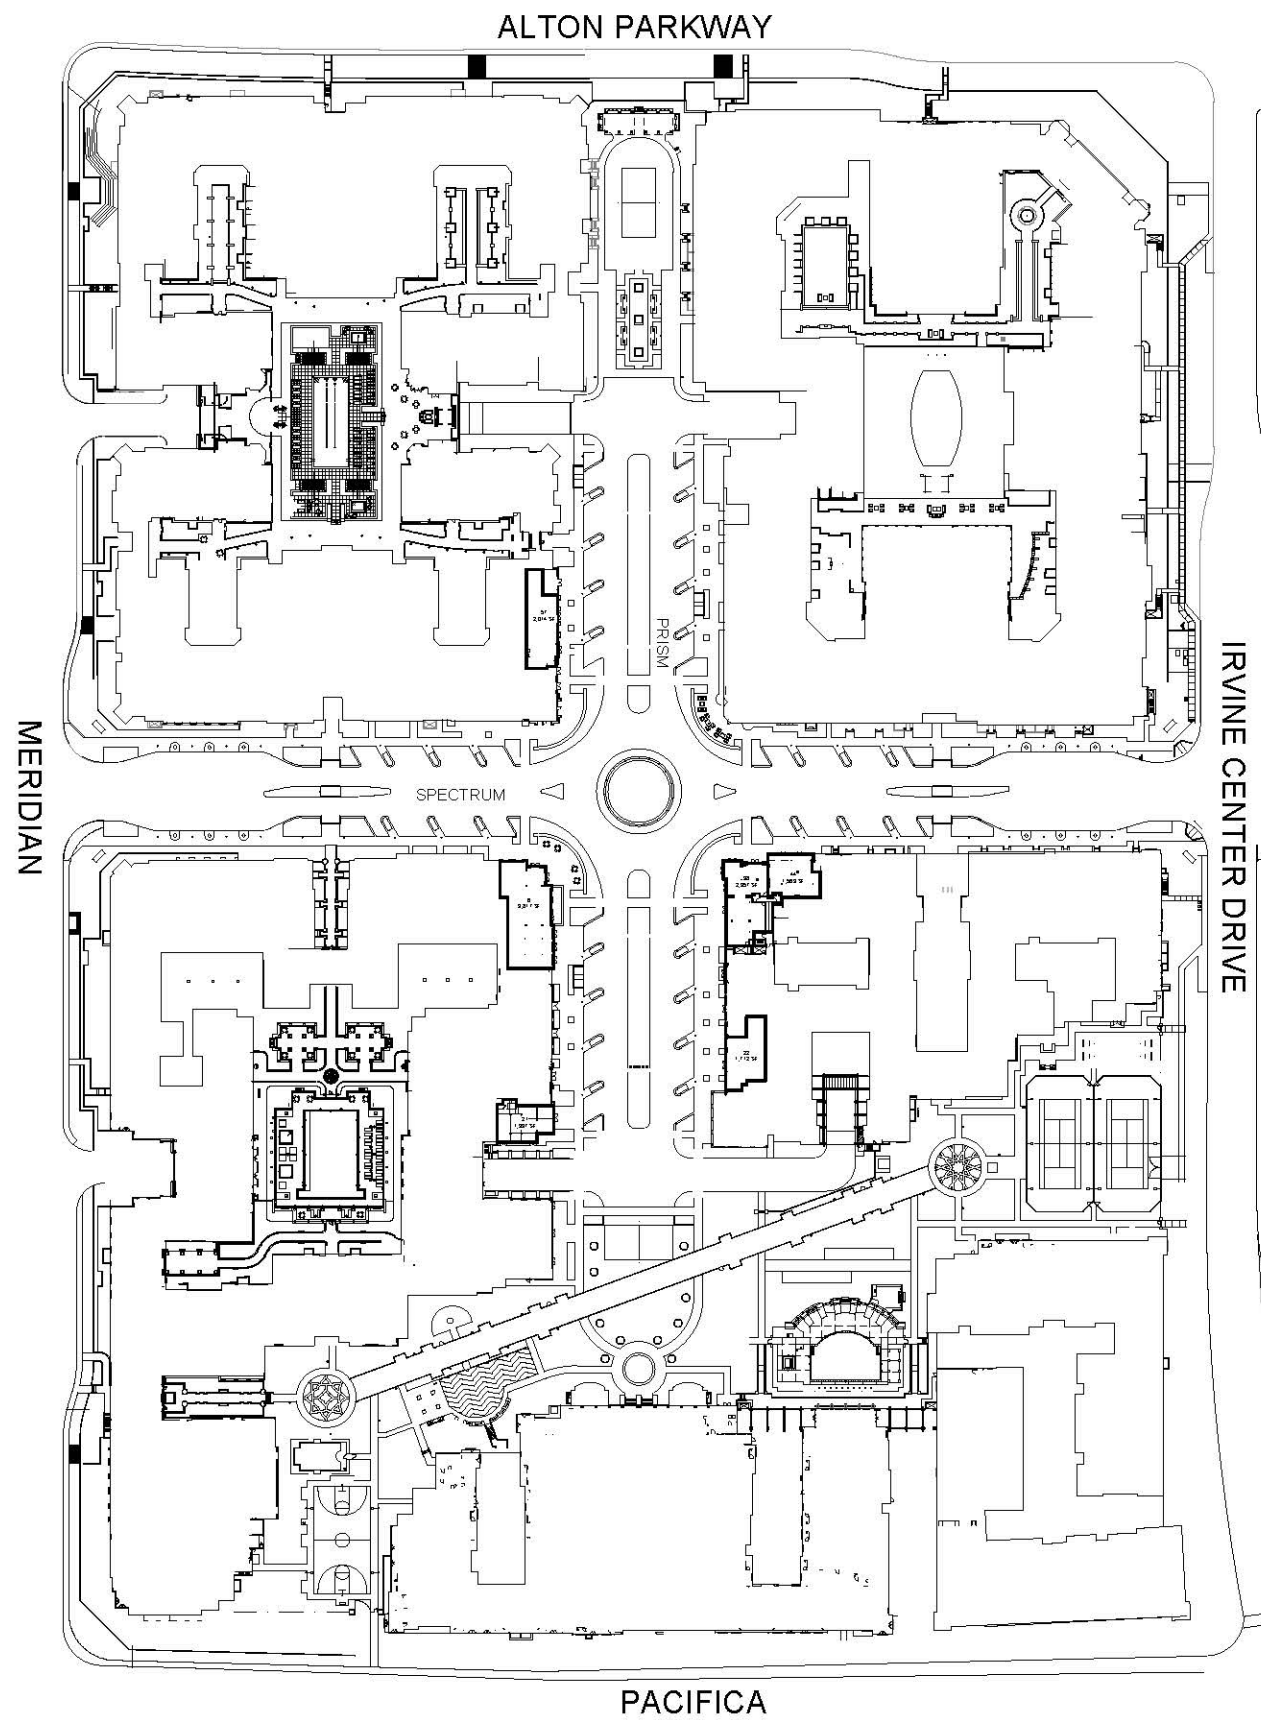 ALTON PARKWAY
PRISM
IRVINE CENTER DRIVE
MERIDIAN
SPECTRUM
PACIFICA